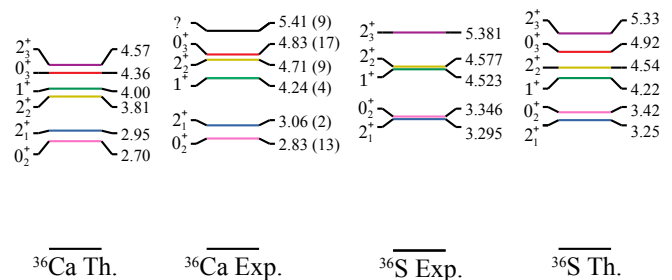 2₃⁺ 4.57
0₃⁺ 4.36
1⁺ 4.00
2₂⁺ 3.81
2₁⁺ 2.95
0₂⁺ 2.70
³⁶Ca Th.
? 5.41 (9)
0₃⁺ 4.83 (17)
2₂⁺ 4.71 (9)
1⁺ 4.24 (4)
2₁⁺ 3.06 (2)
0₂⁺ 2.83 (13)
³⁶Ca Exp.
2₃⁺ 5.381
2₂⁺ 4.577
1⁺ 4.523
0₂⁺ 3.346
2₁⁺ 3.295
³⁶S Exp.
2₃⁺ 5.33
0₃⁺ 4.92
2₂⁺ 4.54
1⁺ 4.22
0₂⁺ 3.42
2₁⁺ 3.25
³⁶S Th.